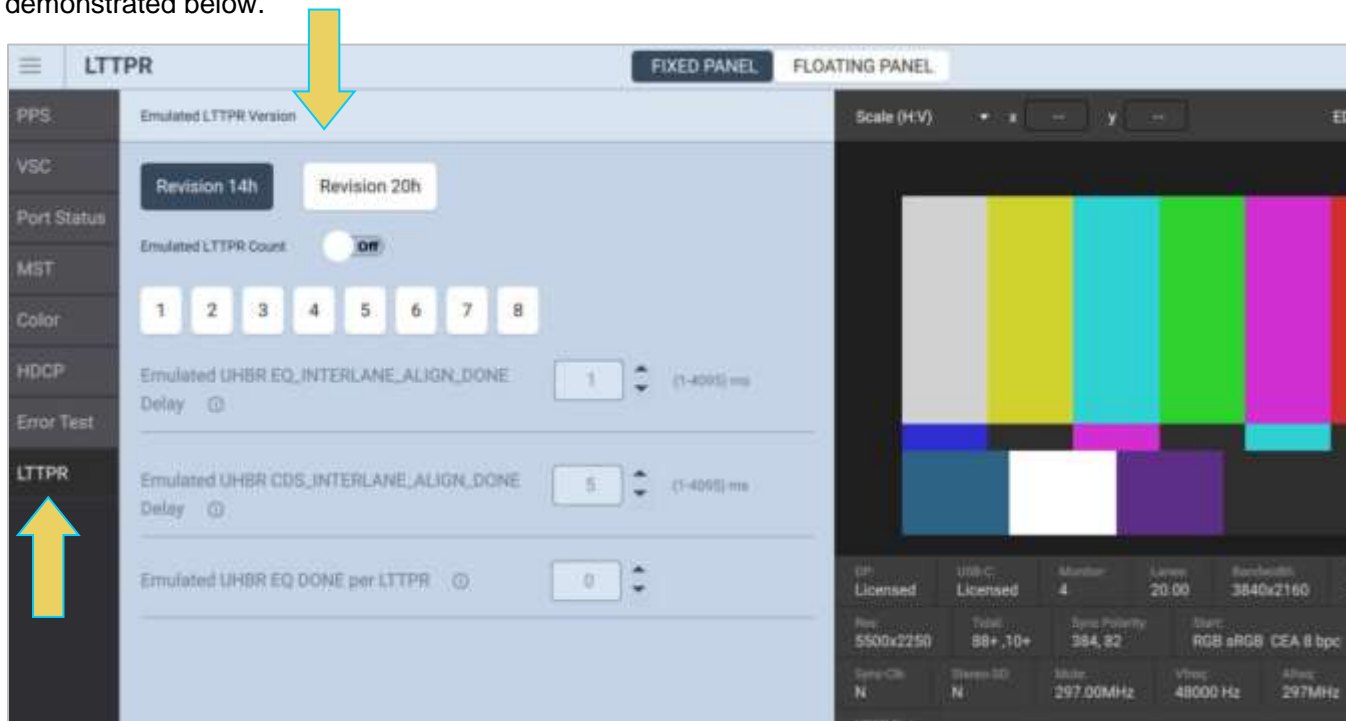 demonstrated below.
LTTPR
FIXED PANEL FLOATING PANEL
PPS
VSC
Port Status
MST
Color
HDCP
Error Test
LTTPR
Emulated LTTPR Version
Revision 14h Revision 20h
Emulated LTTPR Count Off
1 2 3 4 5 6 7 8
Emulated UHBR EQ_INTERLANE_ALIGN_DONE
Delay
1 (1-4095) ms
Emulated UHBR CDS_INTERLANE_ALIGN_DONE
Delay
5 (1-4095) ms
Emulated UHBR EQ DONE per LTTPR
0
Scale (H:V) x -- y --
DP: USB-C: Monitor Lanes Bandwidth:
Licensed Licensed 4 20.00 3840x2160
Res: Total: Sync Polarity Start:
5500x2250 88+ ,10+ 384, 82 RGB sRGB CEA 8 bpc
Mute: Vfreq: Afreq:
N N 297.00MHz 48000 Hz 297MHz